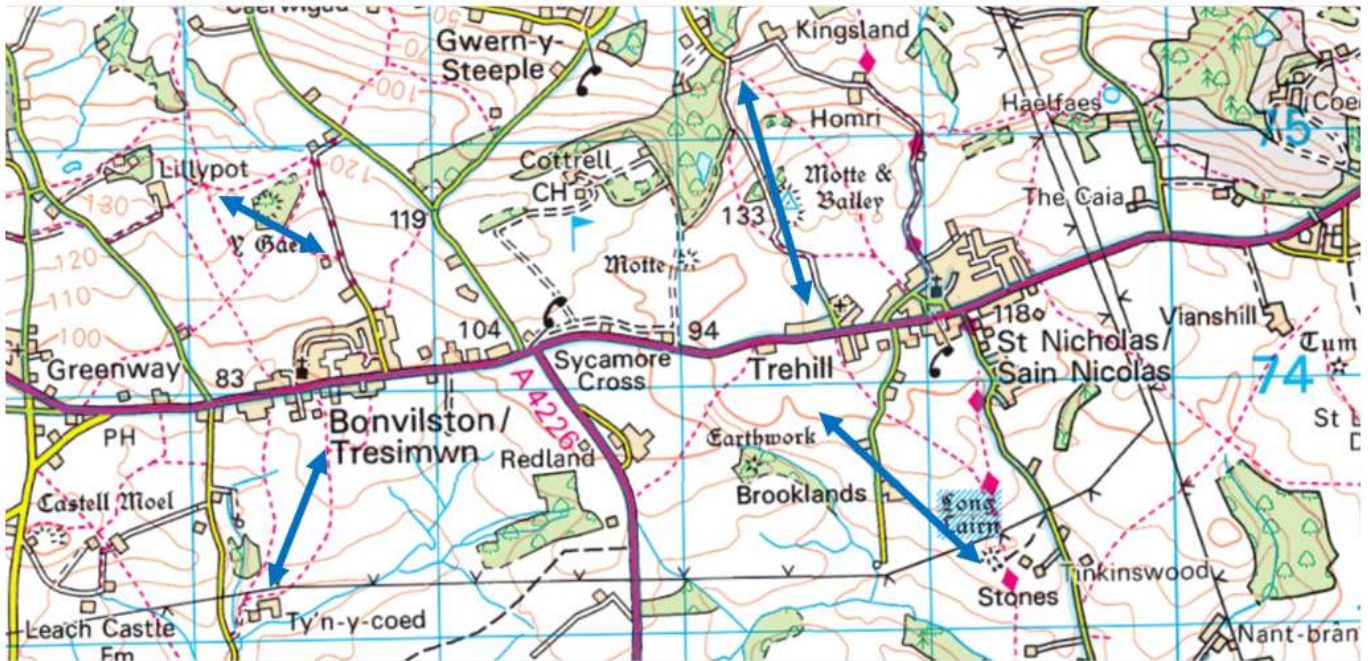 Gwern-y-
Steeple
Kingsland
Homri
Haelfaes
75
100
120
Lillypot
130
Cottrell
CH
Motte &
Bailey
133
The Caia
119
Y Gaer
Motte
120
110
100
104
94
118
Vianshill
Greenway
83
Sycamore
Cross
Trehill
St Nicholas/
Sain Nicolas
74
A 4226
PH
Bonvilston/
Tresimwn
Redland
Earthwork
Brooklands
Castell Moel
Long
Cairn
Tinkinswood
Stones
Ty'n-y-coed
Leach Castle
Fm
Nant-brân